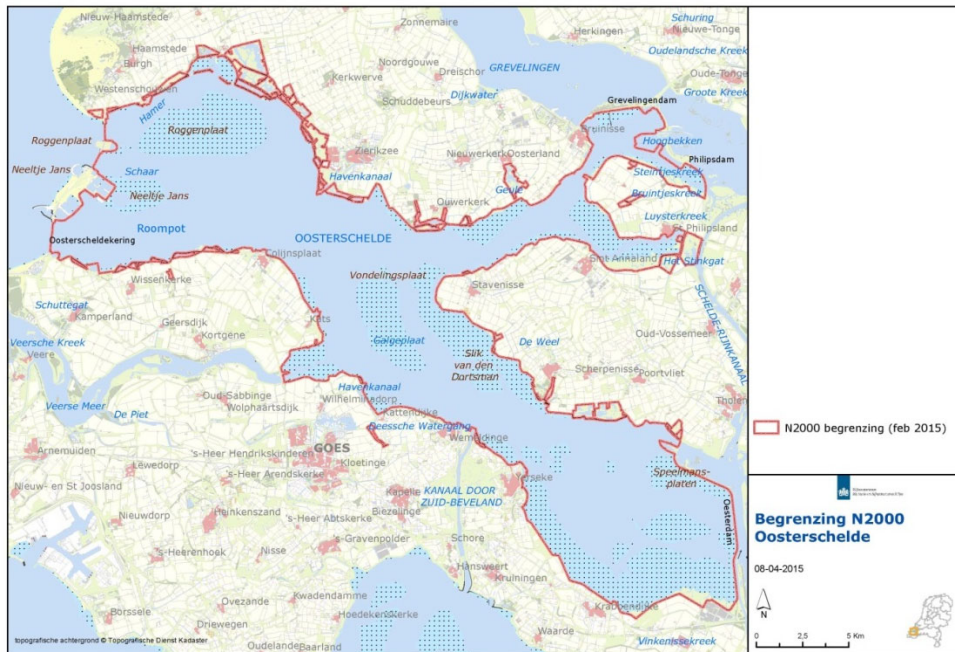 Nieuw-Haamstede
Haamstede
Burgh
Westenschouwen
Hamer
Roggenplaat
Roggenplaat
Neeltje Jans
Schaar
Neeltje Jans
Roompot
Oosterscheldekering
Zonnemaire
Noordgouwe
Dreischor
Kerkwerve
Schuddebeurs
Dijkwater
GREVELINGEN
Herkingen
Schuring
Nieuwe-Tonge
Oudelandsche Kreek
Oude-Tonge
Groote Kreek
Grevelingendam
Bruinisse
Hoogbekken
Philipsdam
Zierikzee
Havenkanaal
Nieuwerkerk
Oosterland
Ouwerkerk
Geule
Steintjeskreek
Bruintjeskreek
Luysterkreek
St Philipsland
Sint Annaland
Het Stinkgat
OOSTERSCHELDE
Colijnsplaat
Vondelingsplaat
Stavenisse
Wissenkerke
Schuttegat
Kamperland
Geersdijk
Kortgene
Kats
Galgeplaat
De Weel
Slik
van den
Dortsman
Scherpenisse
Poortvliet
Oud-Vossemeer
SCHELDE-RIJNKANAAL
Tholen
Veersche Kreek
Veere
Veerse Meer
De Piet
Oud-Sabbinge
Wolphaartsdijk
Havenkanaal
Wilhelminadorp
Kattendijke
Deessche Watergang
Wemeldinge
Arnemuiden
Lewedorp
Nieuw- en St Joosland
Nieuwdorp
's-Heer Hendrikskinderen
GOES
Kloetinge
's-Heer Arendskerke
Heinkenszand
's-Heer Abtskerke
Kapelle
Biezelinge
KANAAL DOOR
ZUID-BEVELAND
Yerseke
Speelmans-
platen
Oesterdam
's-Heerenhoek
Nisse
's-Gravenpolder
Schore
Hansweert
Kruiningen
Krabbendijke
Borssele
Ovezande
Driewegen
Kwadendamme
Hoedekenskerke
Oudelande
Baarland
Waarde
Vinkenissekreek
topografische achtergrond © Topografische Dienst Kadaster
N2000 begrenzing (feb 2015)
Begrenzing N2000
Oosterschelde
08-04-2015
N
0 2,5 5 Km